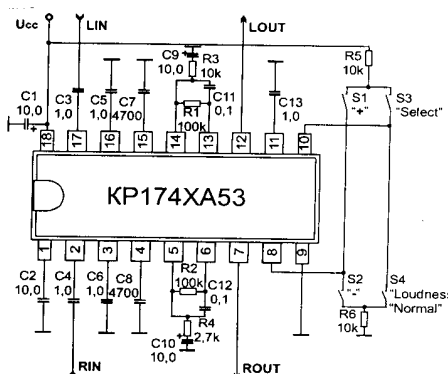 Ucc
LIN
LOUT
C1
10,0
C3
1,0
C5
1,0
C7
4700
C9
10,0
R3
10k
C11
0,1
R1
100k
C13
1,0
R5
10k
S1
"+"
S3
"Select"
18
17
16
15
14
13
12
11
10
КР174ХА53
1
2
3
4
5
6
7
8
9
C2
10,0
C4
1,0
C6
1,0
C8
4700
R2
100k
C12
0,1
R4
2,7k
C10
10,0
S2
"-"
S4
"Loudness
"Normal"
R6
10k
RIN
ROUT